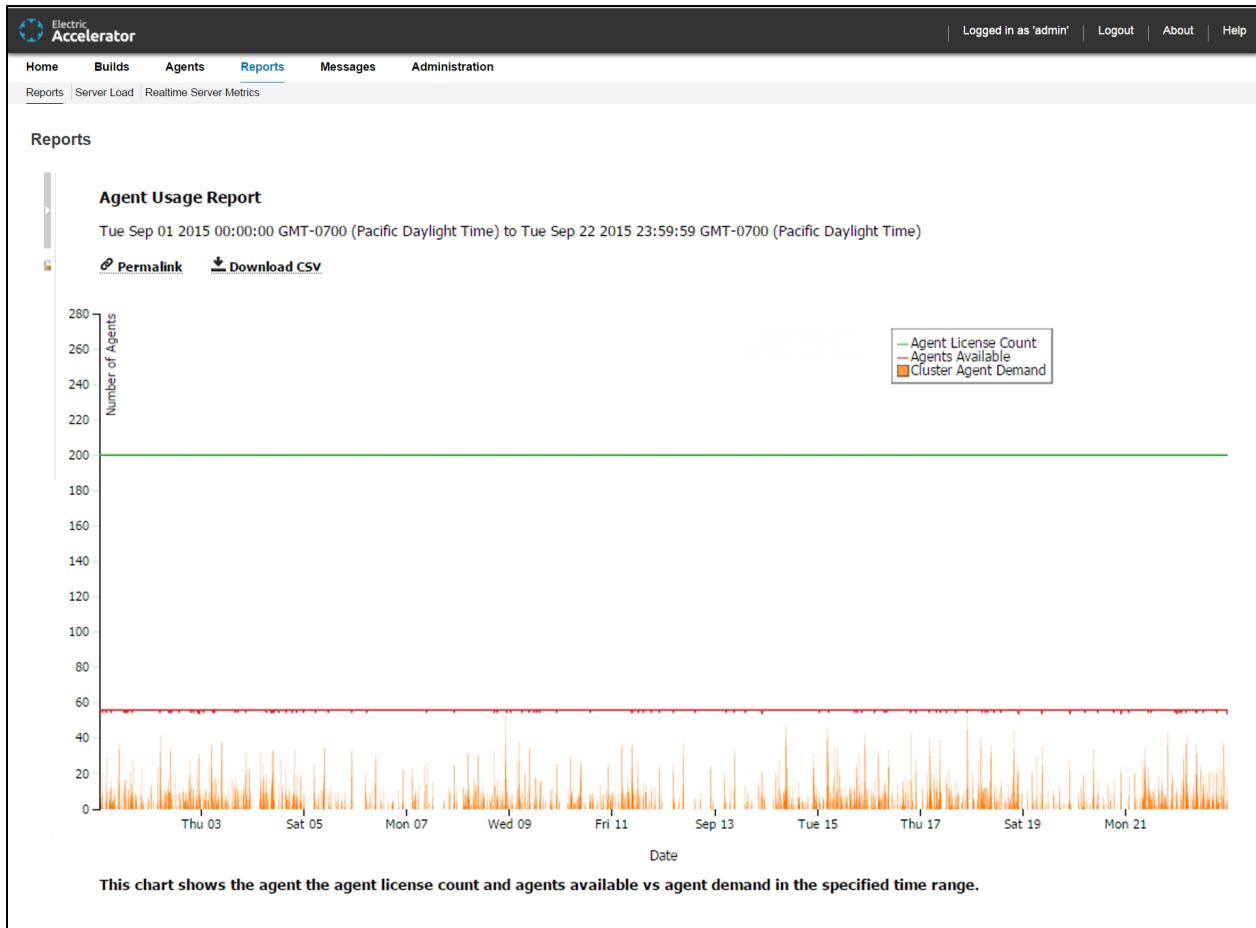 Electric
Accelerator
Logged in as 'admin' Logout About Help
Home Builds Agents Reports Messages Administration
Reports Server Load Realtime Server Metrics
Reports
Agent Usage Report
Tue Sep 01 2015 00:00:00 GMT-0700 (Pacific Daylight Time) to Tue Sep 22 2015 23:59:59 GMT-0700 (Pacific Daylight Time)
Permalink Download CSV
Number of Agents
280
260
240
220
200
180
160
140
120
100
80
60
40
20
0
Agent License Count
Agents Available
Cluster Agent Demand
Thu 03 Sat 05 Mon 07 Wed 09 Fri 11 Sep 13 Tue 15 Thu 17 Sat 19 Mon 21
Date
This chart shows the agent the agent license count and agents available vs agent demand in the specified time range.